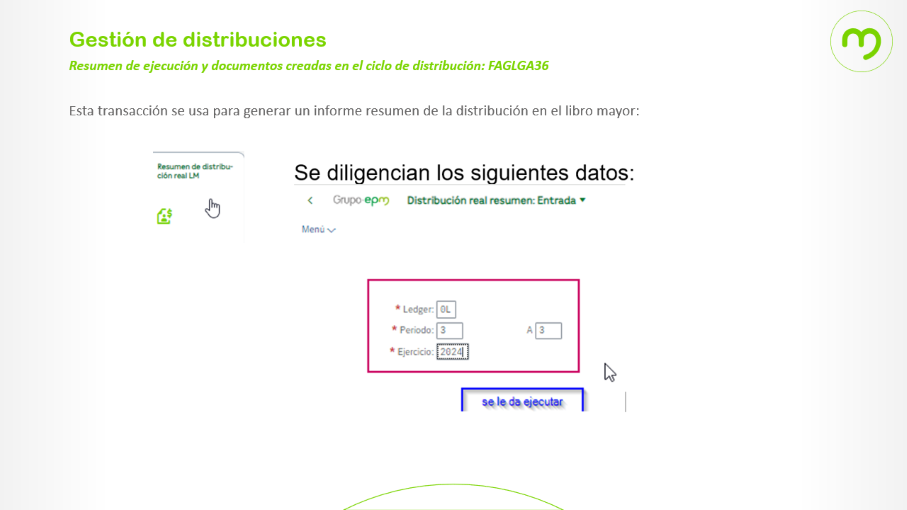 Gestión de distribuciones
Resumen de ejecución y documentos creadas en el ciclo de distribución: FAGLGA36
Esta transacción se usa para generar un informe resumen de la distribución en el libro mayor:
Resumen de distribu-
ción real LM
Se diligencian los siguientes datos:
Grupo·epm Distribución real resumen: Entrada
Menú
* Ledger: 0L
* Periodo: 3 A 3
* Ejercicio: 2024
se le da ejecutar